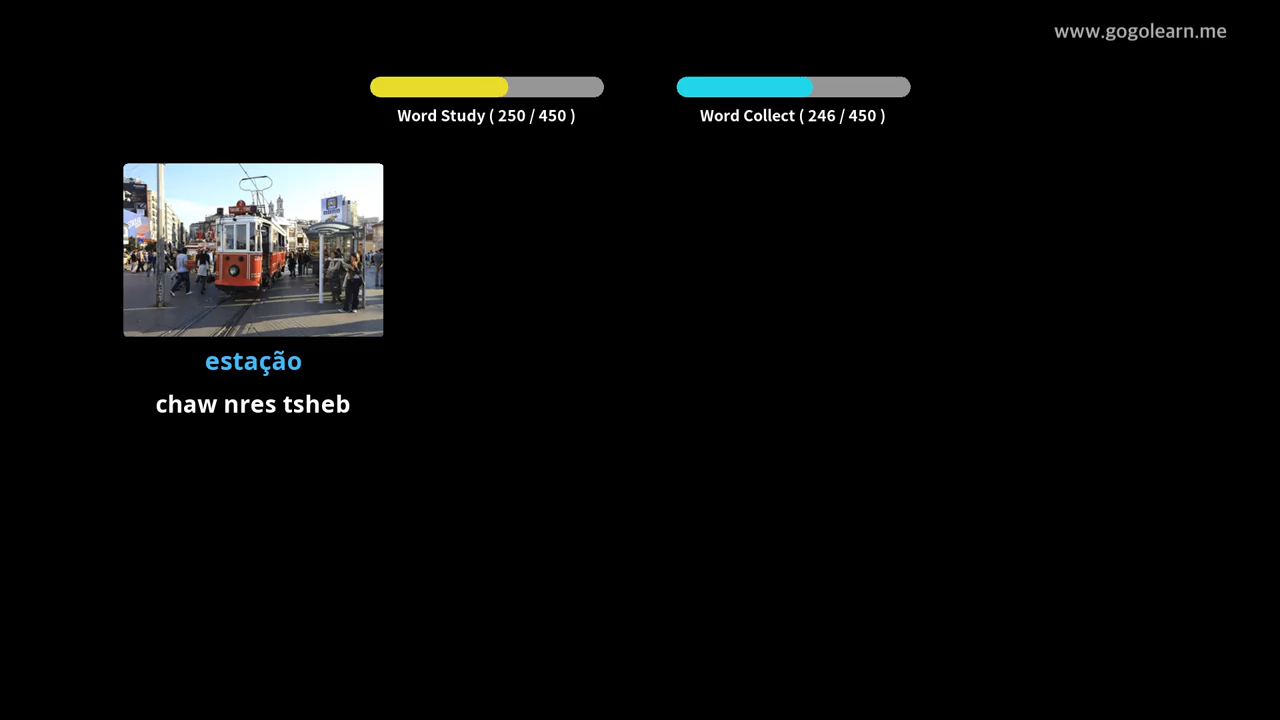 www.gogolearn.me
Word Study ( 250 / 450 )
Word Collect ( 246 / 450 )
estação
chaw nres tsheb